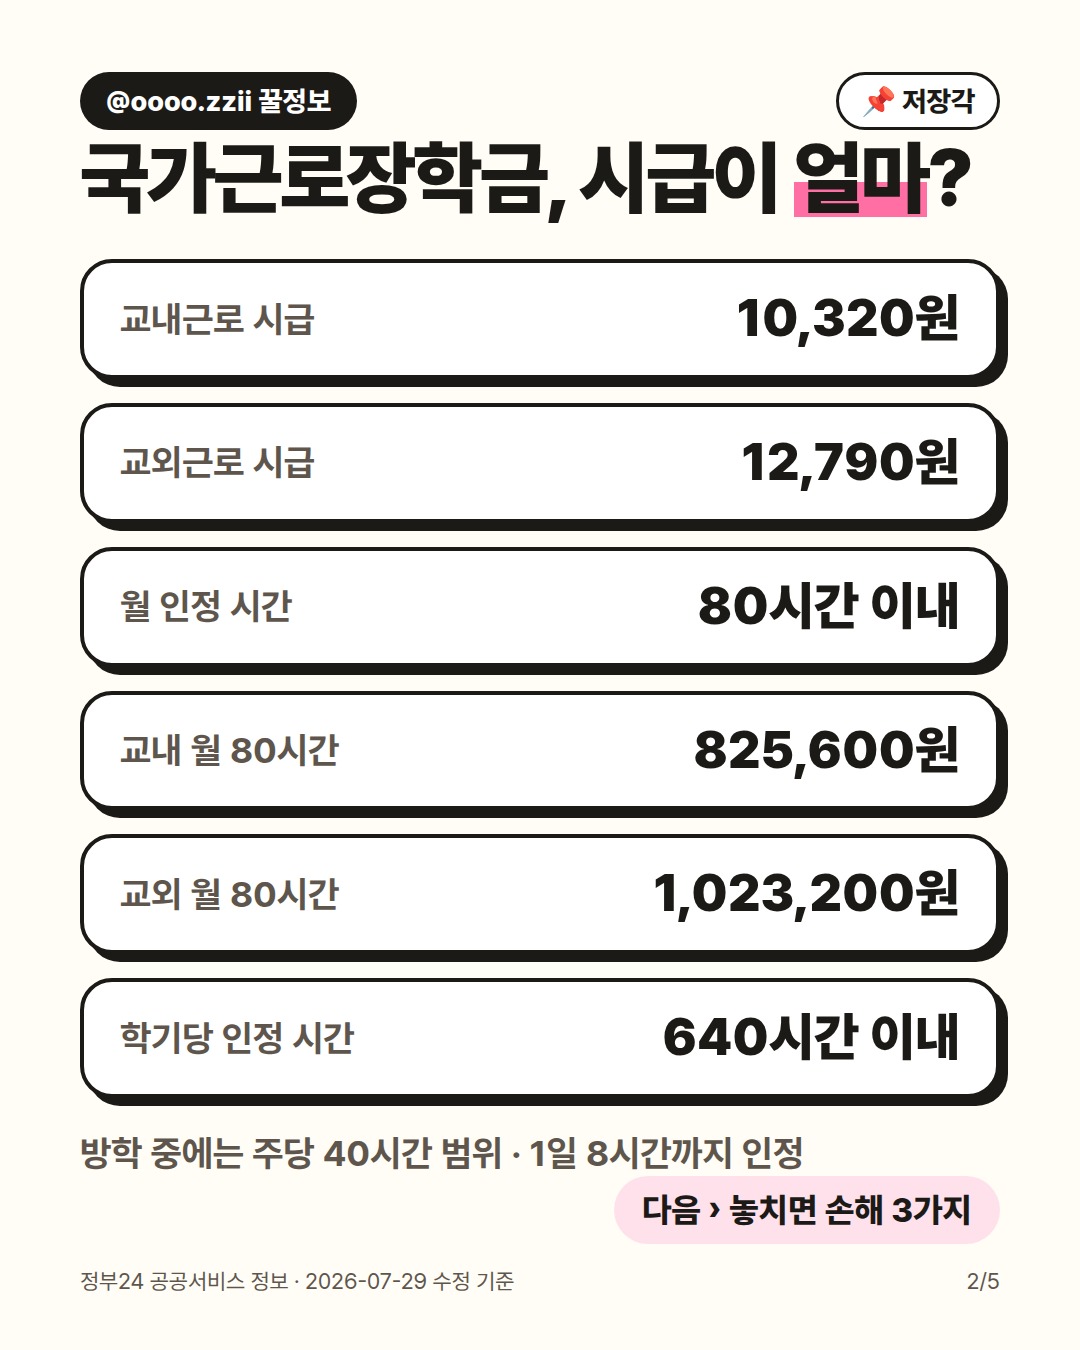 @oooo.zzii 꿀정보
📌 저장각
국가근로장학금, 시급이 얼마?
교내근로 시급 10,320원
교외근로 시급 12,790원
월 인정 시간 80시간 이내
교내 월 80시간 825,600원
교외 월 80시간 1,023,200원
학기당 인정 시간 640시간 이내
방학 중에는 주당 40시간 범위 · 1일 8시간까지 인정
다음 › 놓치면 손해 3가지
정부24 공공서비스 정보 · 2026-07-29 수정 기준
2/5